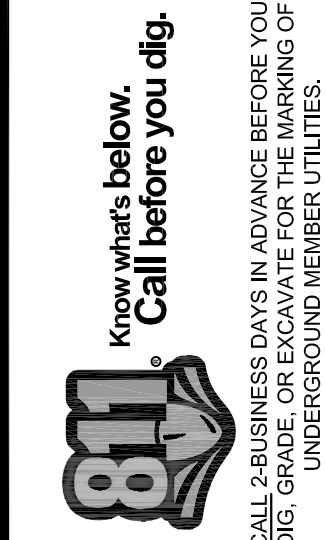 811®
Know what's below.
Call before you dig.
CALL 2-BUSINESS DAYS IN ADVANCE BEFORE YOU
DIG, GRADE, OR EXCAVATE FOR THE MARKING OF
UNDERGROUND MEMBER UTILITIES.